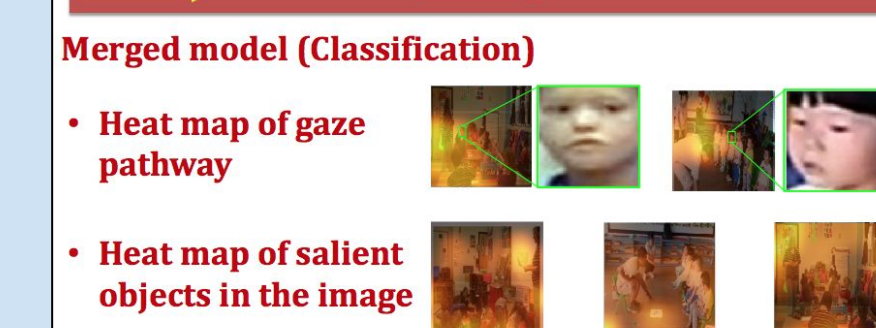 Merged model (Classification)
• Heat map of gaze
pathway
• Heat map of salient
objects in the image